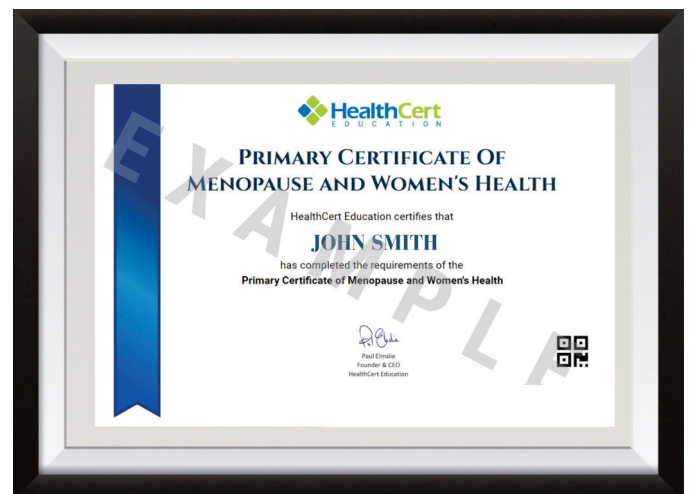 HealthCert
EDUCATION
PRIMARY CERTIFICATE OF
MENOPAUSE AND WOMEN'S HEALTH
HealthCert Education certifies that
JOHN SMITH
has completed the requirements of the
Primary Certificate of Menopause and Women's Health
Paul Elmslie
Founder & CEO
HealthCert Education
EXAMPLE